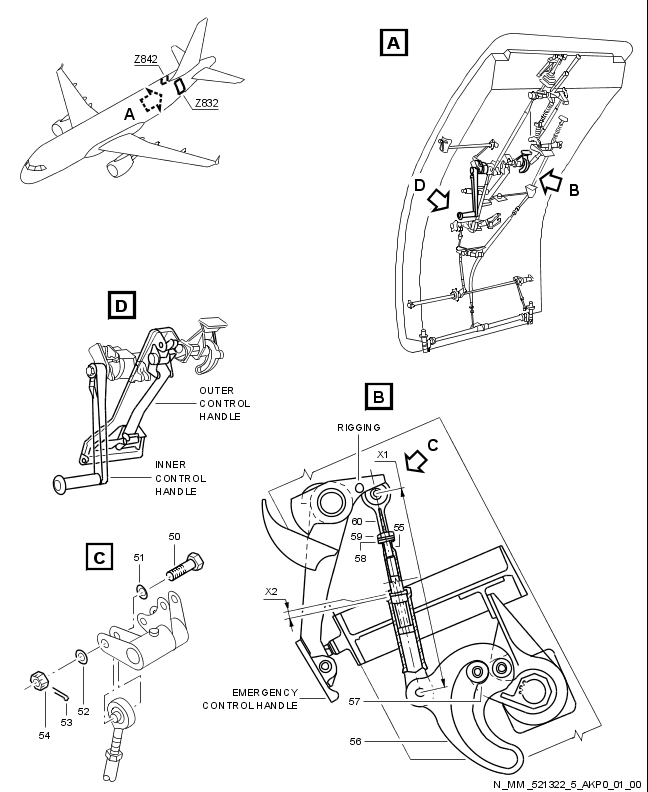 Z842
A
Z832
A
D
B
D
OUTER
CONTROL
HANDLE
INNER
CONTROL
HANDLE
B
RIGGING
X1
C
60
59
58
55
X2
EMERGENCY
CONTROL HANDLE
57
56
C
51
50
52
53
54
N_MM_521322_5_AKP0_01_00